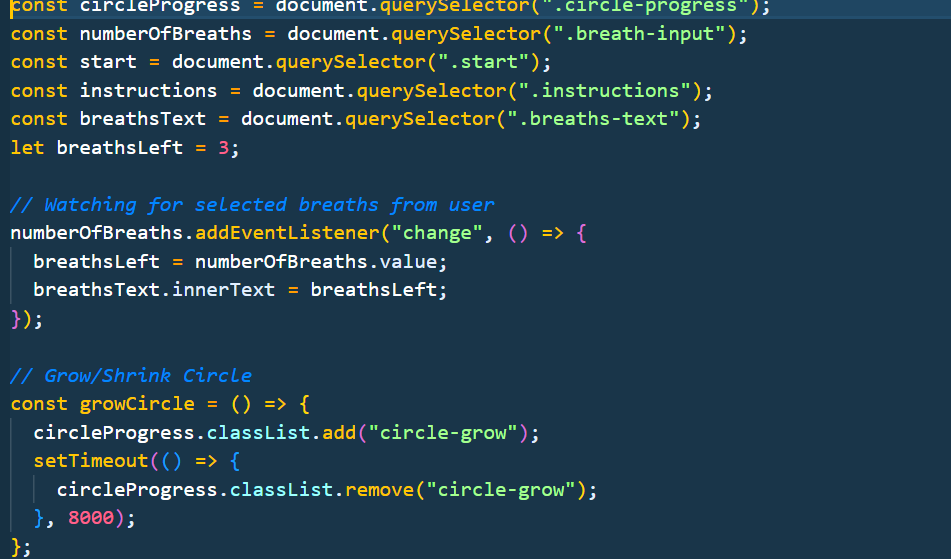 const circleProgress = document.querySelector(".circle-progress");
const numberOfBreaths = document.querySelector(".breath-input");
const start = document.querySelector(".start");
const instructions = document.querySelector(".instructions");
const breathsText = document.querySelector(".breaths-text");
let breathsLeft = 3;

// Watching for selected breaths from user
numberOfBreaths.addEventListener("change", () => {
  breathsLeft = numberOfBreaths.value;
  breathsText.innerText = breathsLeft;
});

// Grow/Shrink Circle
const growCircle = () => {
  circleProgress.classList.add("circle-grow");
  setTimeout(() => {
    circleProgress.classList.remove("circle-grow");
  }, 8000);
};